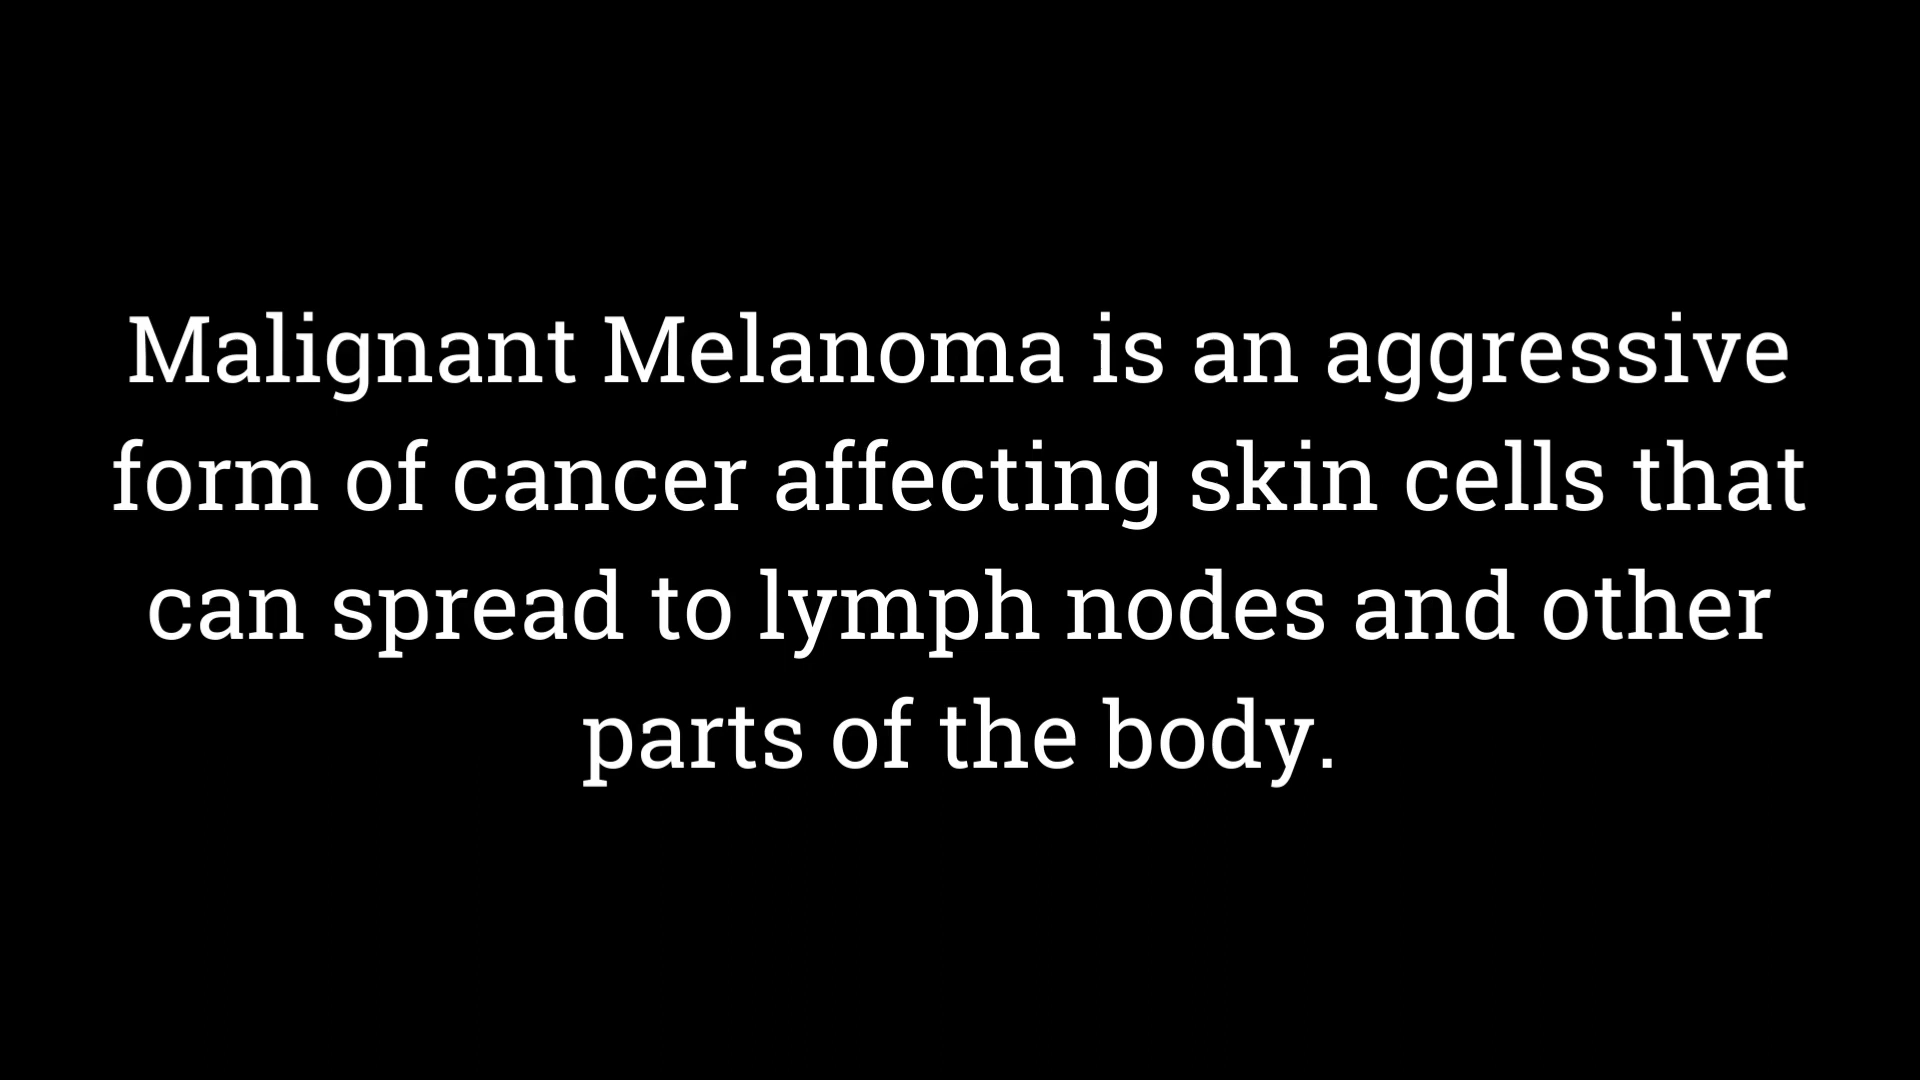 Malignant Melanoma is an aggressive
form of cancer affecting skin cells that
can spread to lymph nodes and other
parts of the body.